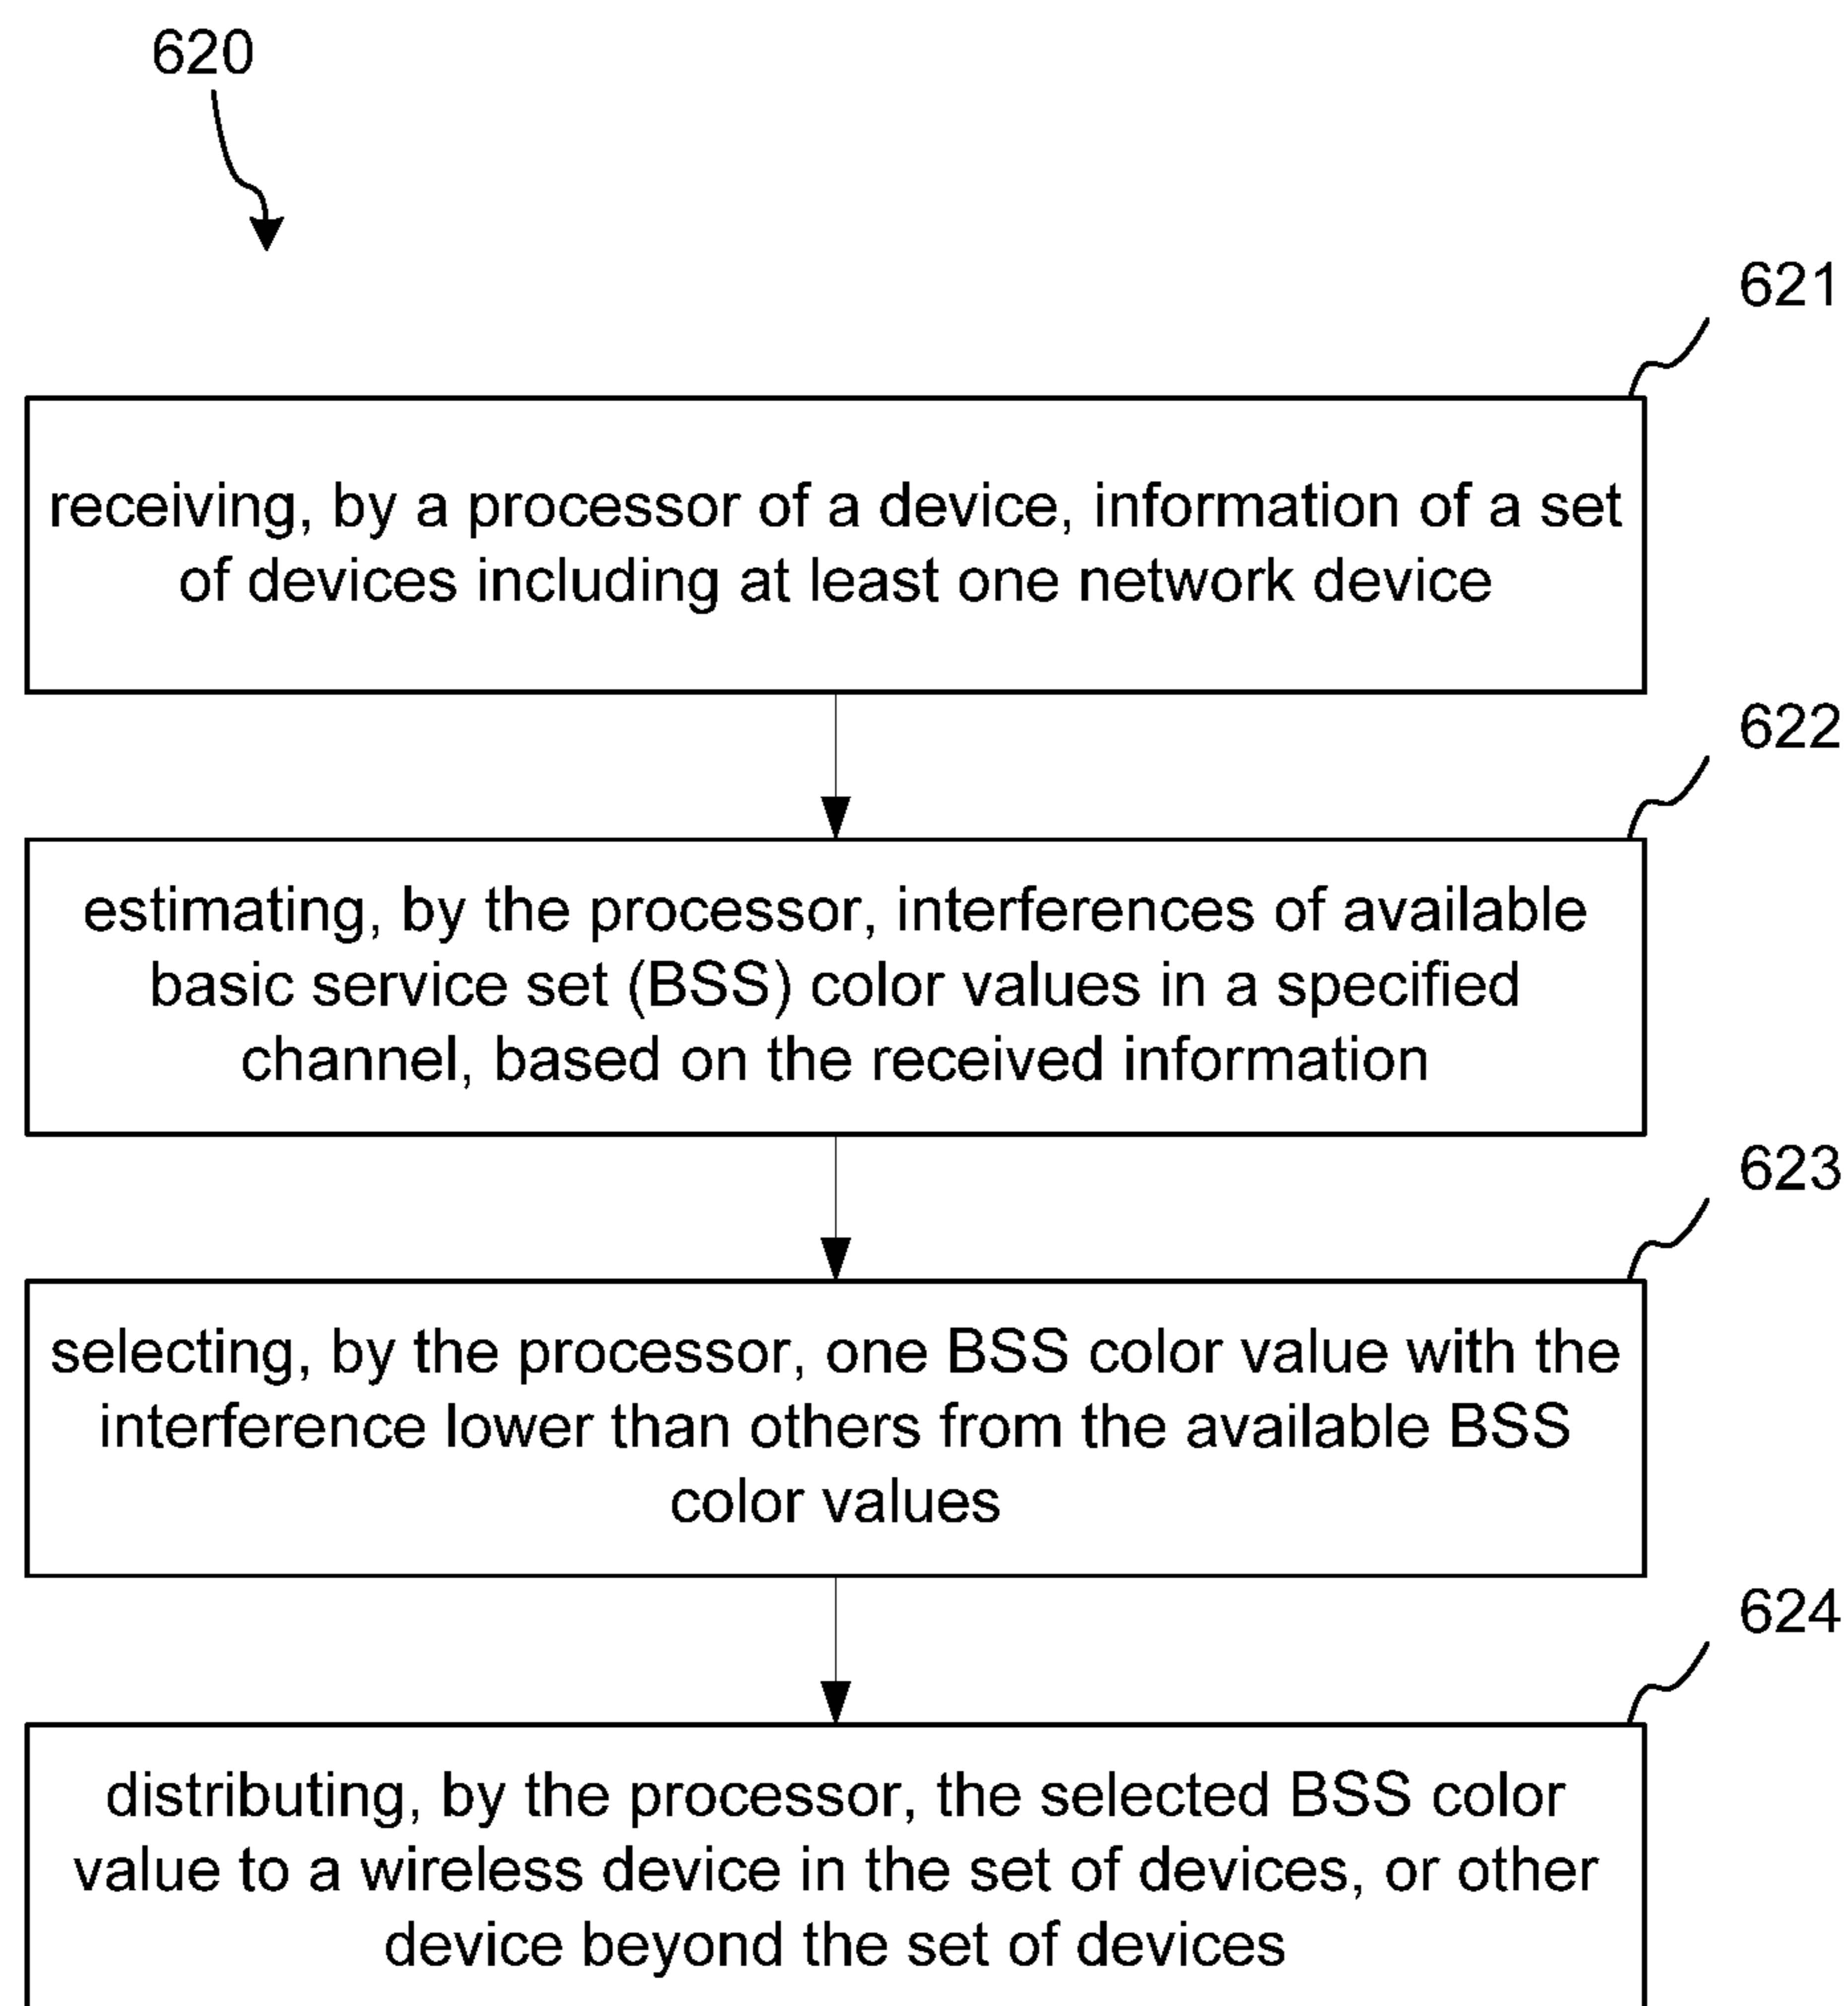 620
621
receiving, by a processor of a device, information of a set
of devices including at least one network device
622
estimating, by the processor, interferences of available
basic service set (BSS) color values in a specified
channel, based on the received information
623
selecting, by the processor, one BSS color value with the
interference lower than others from the available BSS
color values
624
distributing, by the processor, the selected BSS color
value to a wireless device in the set of devices, or other
device beyond the set of devices